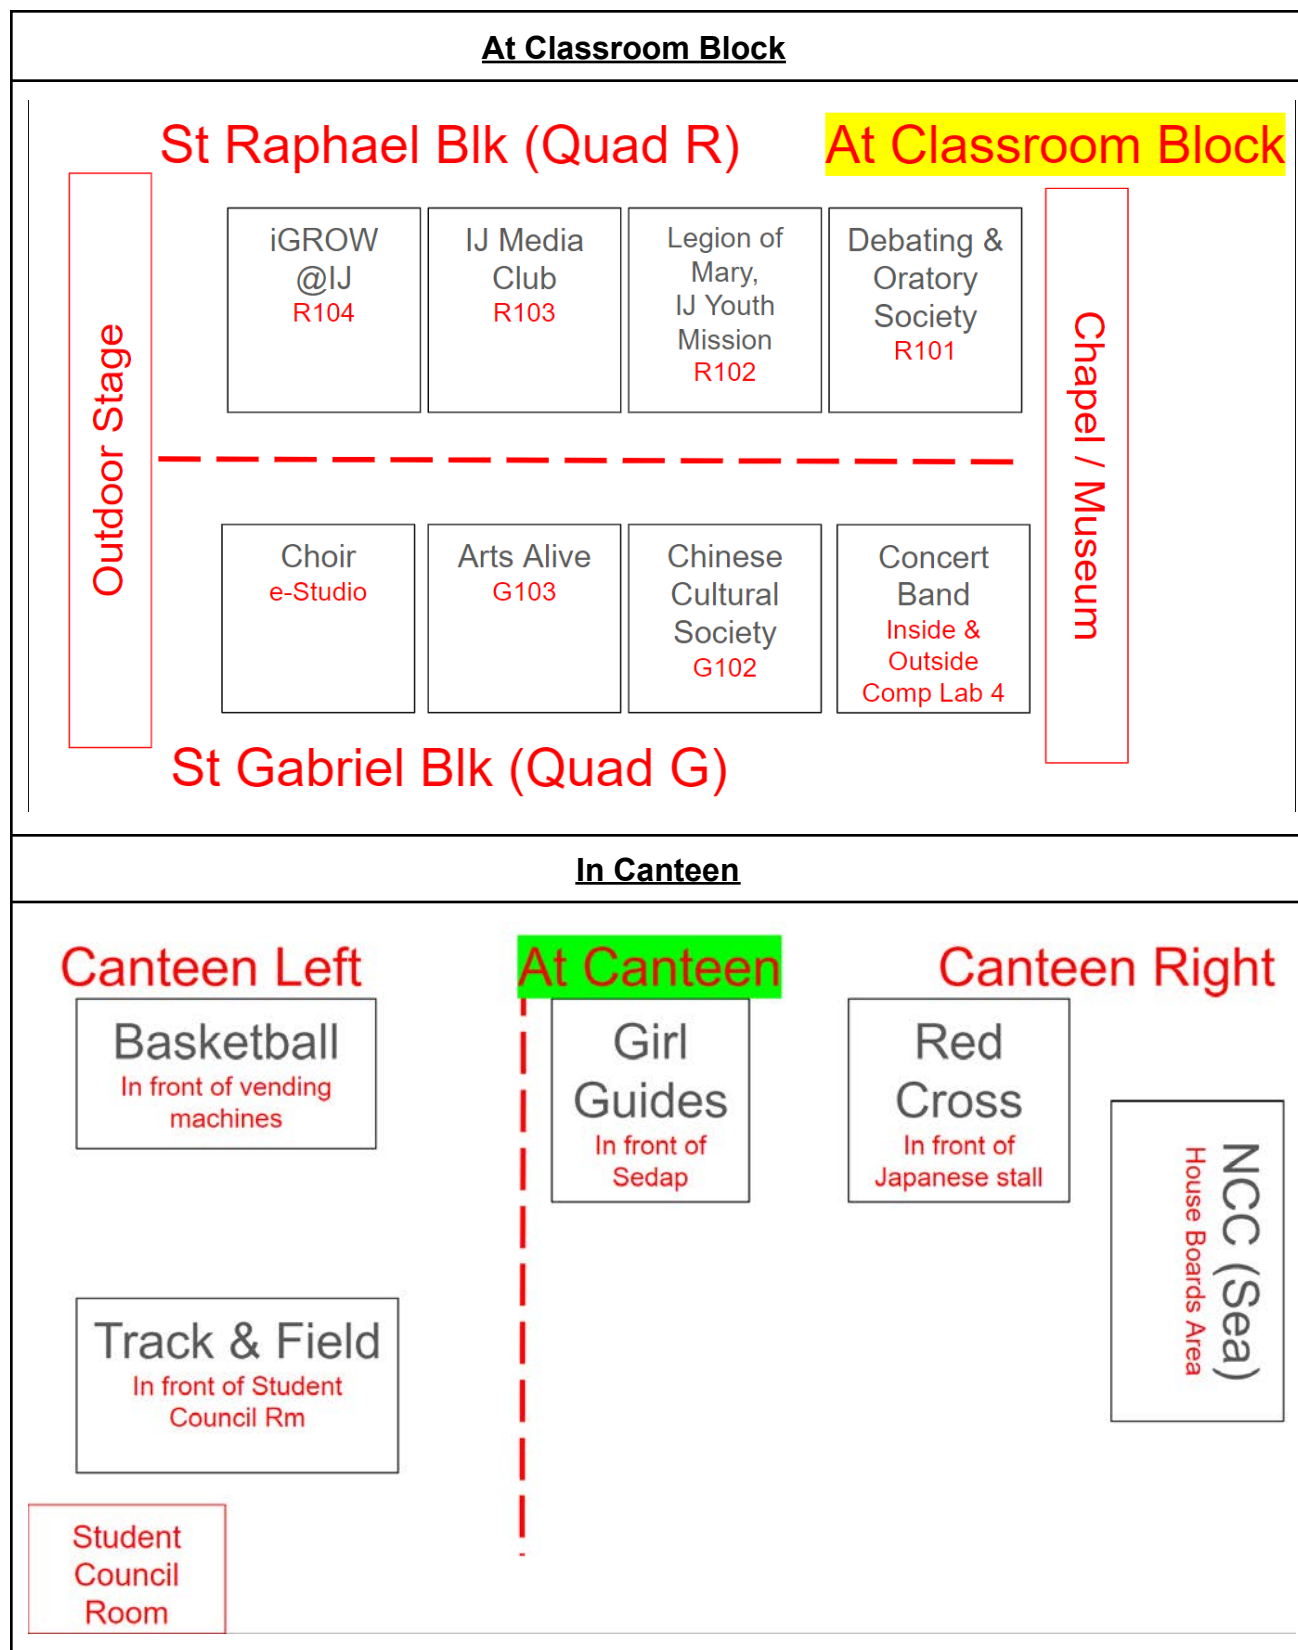 At Classroom Block
St Raphael Blk (Quad R)
At Classroom Block
Outdoor Stage
iGROW
@IJ
R104
IJ Media
Club
R103
Legion of
Mary,
IJ Youth
Mission
R102
Debating &
Oratory
Society
R101
Chapel / Museum
Choir
e-Studio
Arts Alive
G103
Chinese
Cultural
Society
G102
Concert
Band
Inside &
Outside
Comp Lab 4
St Gabriel Blk (Quad G)
In Canteen
Canteen Left
At Canteen
Canteen Right
Basketball
In front of vending
machines
Girl
Guides
In front of
Sedap
Red
Cross
In front of
Japanese stall
NCC (Sea)
House Boards Area
Track & Field
In front of Student
Council Rm
Student
Council
Room